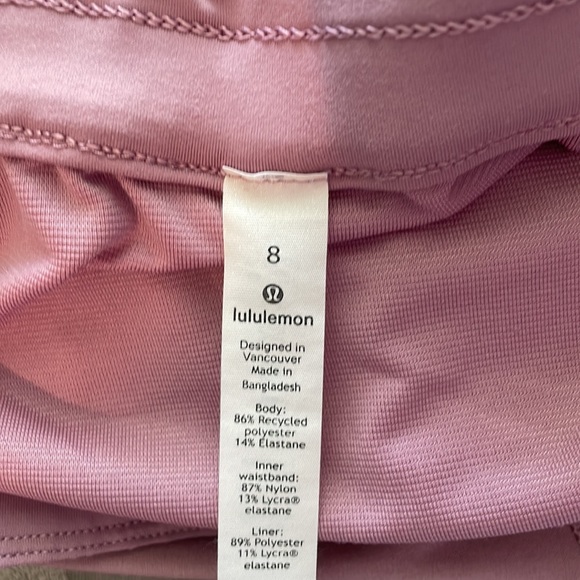 8
lululemon
Designed in
Vancouver
Made in
Bangladesh
Body:
86% Recycled
polyester
14% Elastane
Inner
waistband:
87% Nylon
13% Lycra®
elastane
Liner:
89% Polyester
11% Lycra®
elastane